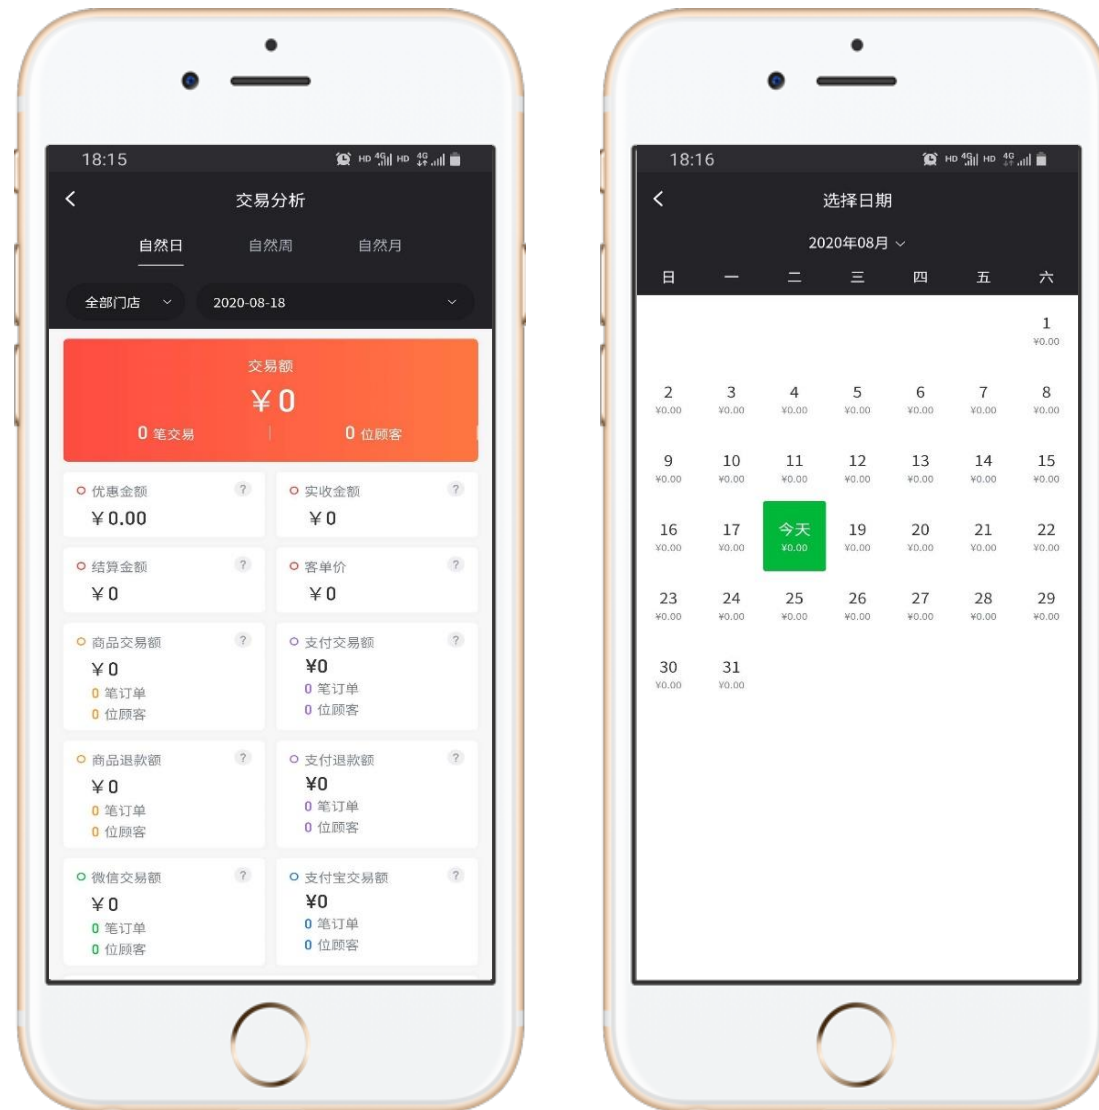 18:15
HD 4G HD 4G
交易分析
自然日 自然周 自然月
全部门店 2020-08-18
交易额
￥0
0 笔交易 0 位顾客
优惠金额 ? 实收金额 ?
￥0.00 ￥0
结算金额 ? 客单价 ?
￥0 ￥0
商品交易额 ? 支付交易额 ?
￥0 ¥0
0 笔订单 0 笔订单
0 位顾客 0 位顾客
商品退款额 ? 支付退款额 ?
￥0 ¥0
0 笔订单 0 笔订单
0 位顾客 0 位顾客
微信交易额 ? 支付宝交易额 ?
￥0 ¥0
0 笔订单 0 笔订单
0 位顾客 0 位顾客
18:16
HD 4G HD 4G
选择日期
2020年08月
日 一 二 三 四 五 六
1
¥0.00
2 3 4 5 6 7 8
¥0.00 ¥0.00 ¥0.00 ¥0.00 ¥0.00 ¥0.00 ¥0.00
9 10 11 12 13 14 15
¥0.00 ¥0.00 ¥0.00 ¥0.00 ¥0.00 ¥0.00 ¥0.00
16 17 今天 19 20 21 22
¥0.00 ¥0.00 ¥0.00 ¥0.00 ¥0.00 ¥0.00 ¥0.00
23 24 25 26 27 28 29
¥0.00 ¥0.00 ¥0.00 ¥0.00 ¥0.00 ¥0.00 ¥0.00
30 31
¥0.00 ¥0.00